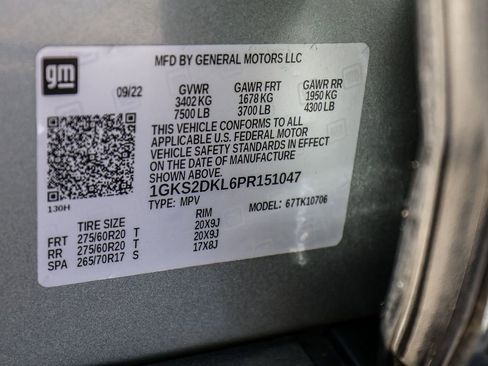 gm
MFD BY GENERAL MOTORS LLC
09/22 GVWR GAWR FRT GAWR RR
3402 KG 1678 KG 1950 KG
7500 LB 3700 LB 4300 LB
THIS VEHICLE CONFORMS TO ALL
APPLICABLE U.S. FEDERAL MOTOR
VEHICLE SAFETY STANDARDS IN EFFECT
ON THE DATE OF MANUFACTURE
SHOWN ABOVE.
1GKS2DKL6PR151047
130H
TYPE: MPV MODEL: 67TK10706
TIRE SIZE RIM
FRT 275/60R20 T 20X9J
RR 275/60R20 T 20X9J
SPA 265/70R17 S 17X8J